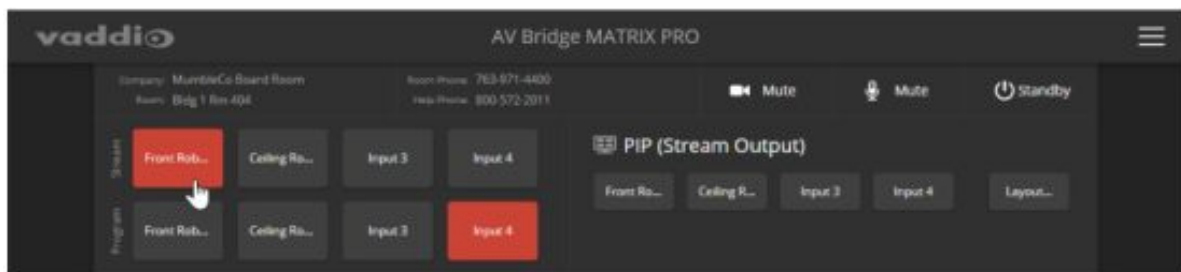 vaddio AV Bridge MATRIX PRO
Company: MumbleCo Board Room Room Phone: 763-971-4400 Mute Mute Standby
Room: Bldg 1 Rm 404 Help Phone: 800-572-2011
Stream Front Rob... Ceiling Ro... Input 3 Input 4
PIP (Stream Output)
Front Ro... Ceiling R... Input 3 Input 4 Layout...
Program Front Rob... Ceiling Ro... Input 3 Input 4